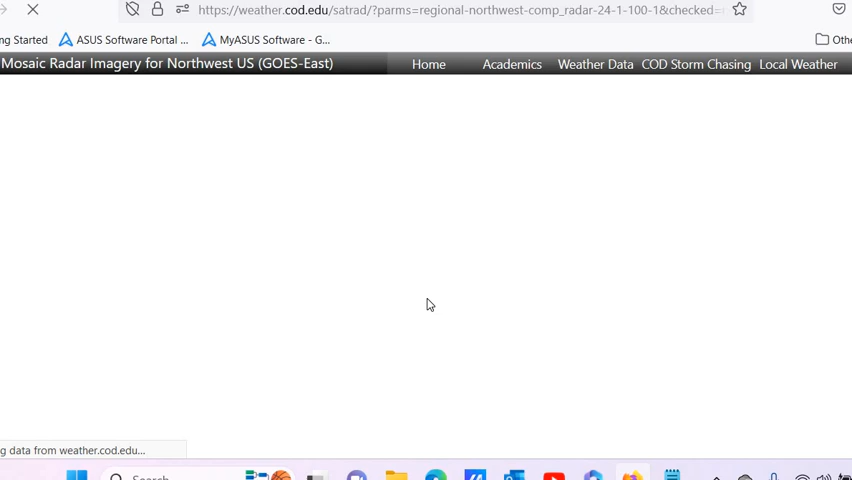 https://weather.cod.edu/satrad/?parms=regional-northwest-comp_radar-24-1-100-1&checked=
ng Started ASUS Software Portal ... MyASUS Software - G... Othe
Mosaic Radar Imagery for Northwest US (GOES-East) Home Academics Weather Data COD Storm Chasing Local Weather
g data from weather.cod.edu...
Search